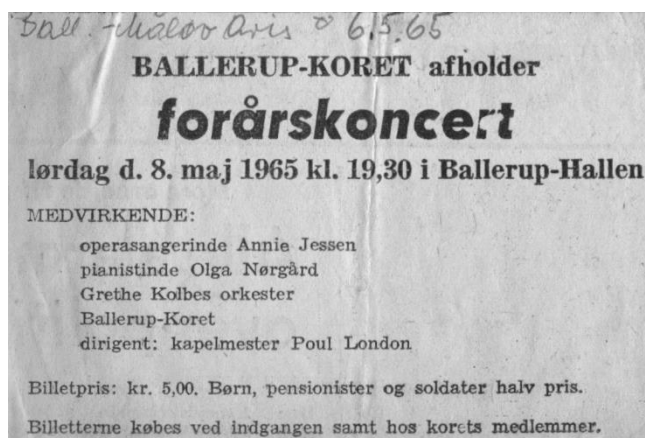 Ball.-Måløv Avis 6.5.65
BALLERUP-KORET afholder
forårskoncert
lørdag d. 8. maj 1965 kl. 19,30 i Ballerup-Hallen
MEDVIRKENDE:
operasangerinde Annie Jessen
pianistinde Olga Nørgård
Grethe Kolbes orkester
Ballerup-Koret
dirigent: kapelmester Poul London
Billetpris: kr. 5,00. Børn, pensionister og soldater halv pris.
Billetterne købes ved indgangen samt hos korets medlemmer.